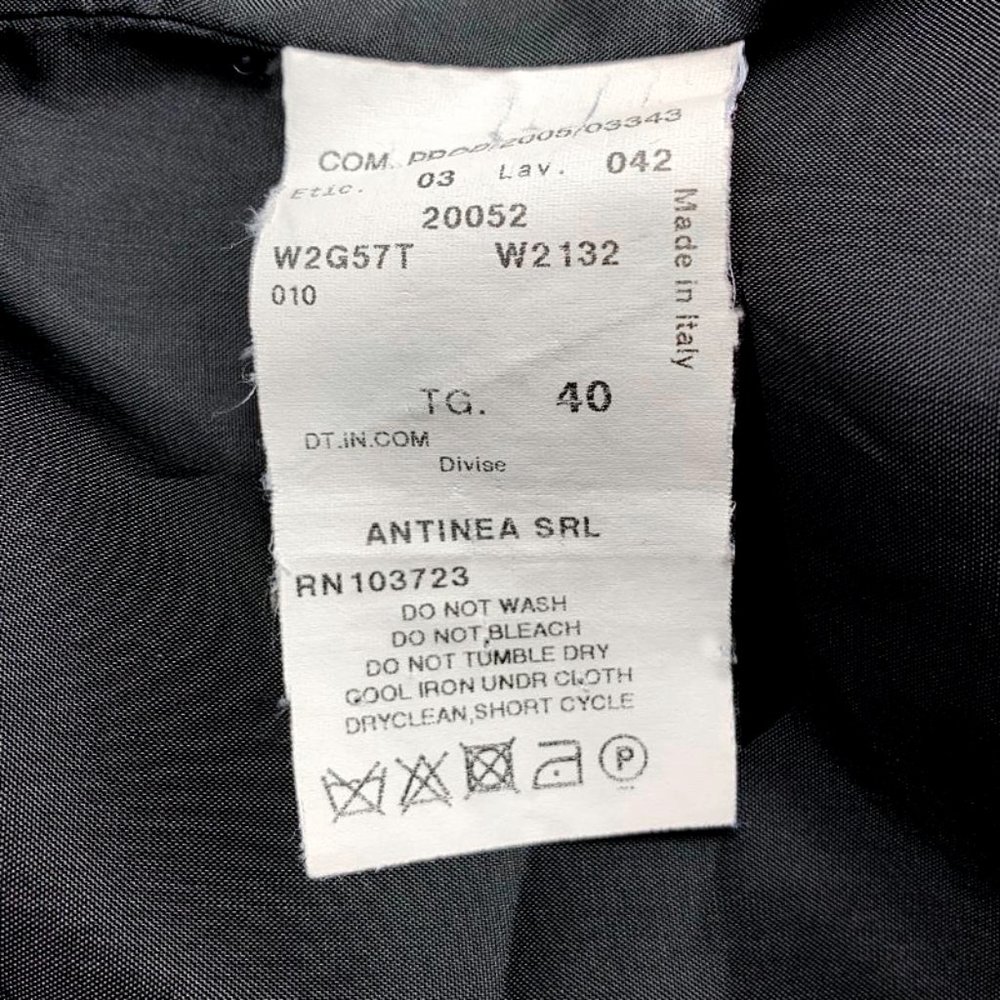 COM. PROP/2005/03343
Etic. 03 Lav. 042
20052
W2G57T W2132
010
Made in italy
TG. 40
DT.IN.COM
Divise
ANTINEA SRL
RN103723
DO NOT WASH
DO NOT BLEACH
DO NOT TUMBLE DRY
COOL IRON UNDR CLOTH
DRYCLEAN,SHORT CYCLE
P